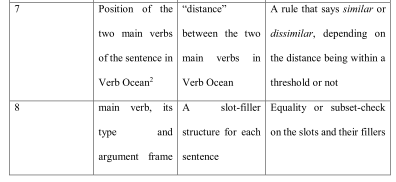 7 Position of the “distance” A rule that says similar or
two main verbs between the two dissimilar, depending on
of the sentence in main verbs in the distance being within a
Verb Ocean2 Verb Ocean threshold or not
8 main verb, its A slot-filler Equality or subset-check
type and structure for each on the slots and their fillers
argument frame sentence